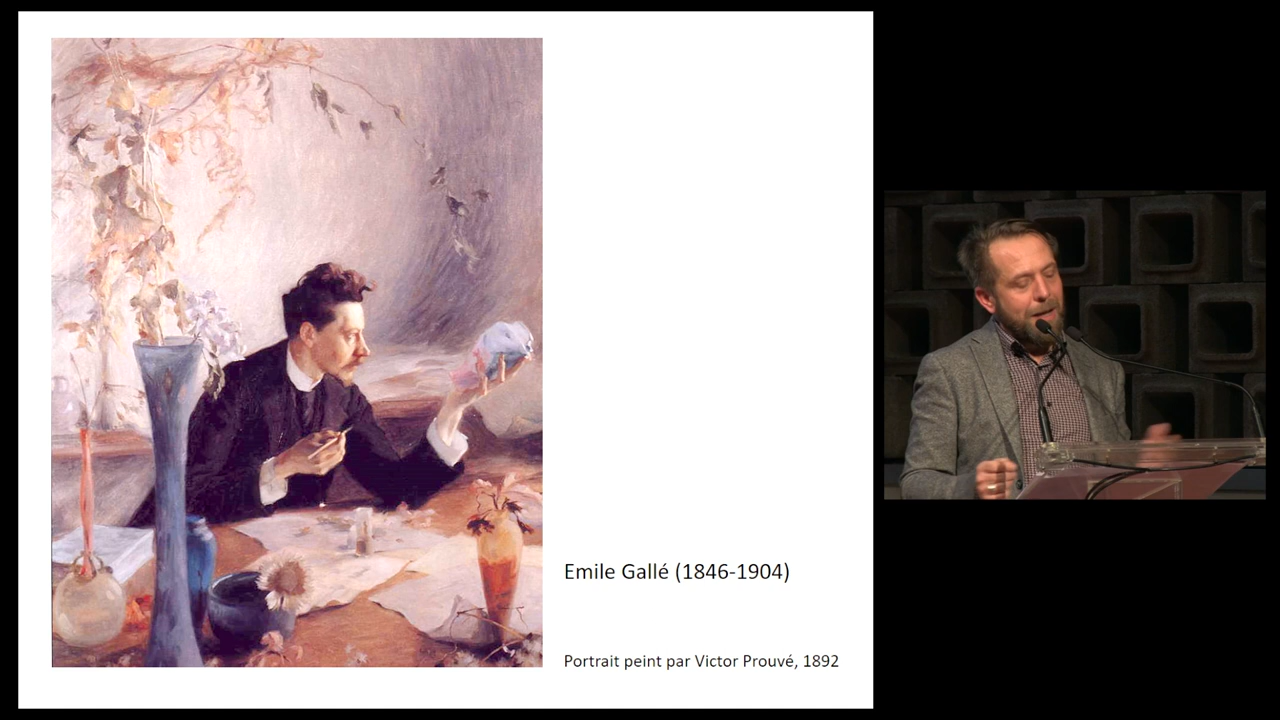 Emile Gallé (1846-1904)
Portrait peint par Victor Prouvé, 1892